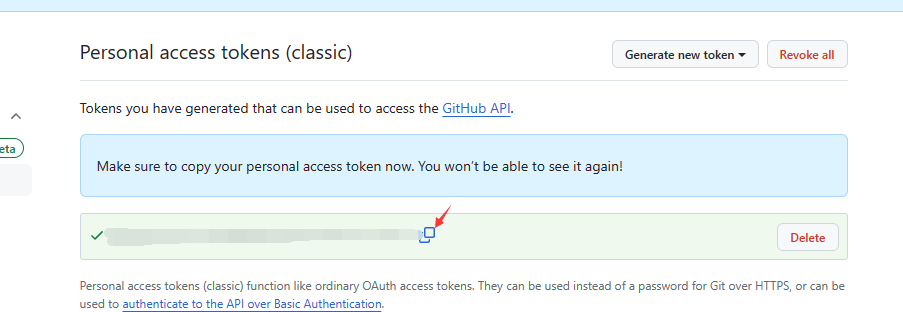 Personal access tokens (classic)
Generate new token
Revoke all
Tokens you have generated that can be used to access the GitHub API.
eta
Make sure to copy your personal access token now. You won't be able to see it again!
Delete
Personal access tokens (classic) function like ordinary OAuth access tokens. They can be used instead of a password for Git over HTTPS, or can be
used to authenticate to the API over Basic Authentication.